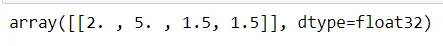 array([[2. , 5. , 1.5, 1.5]], dtype=float32)